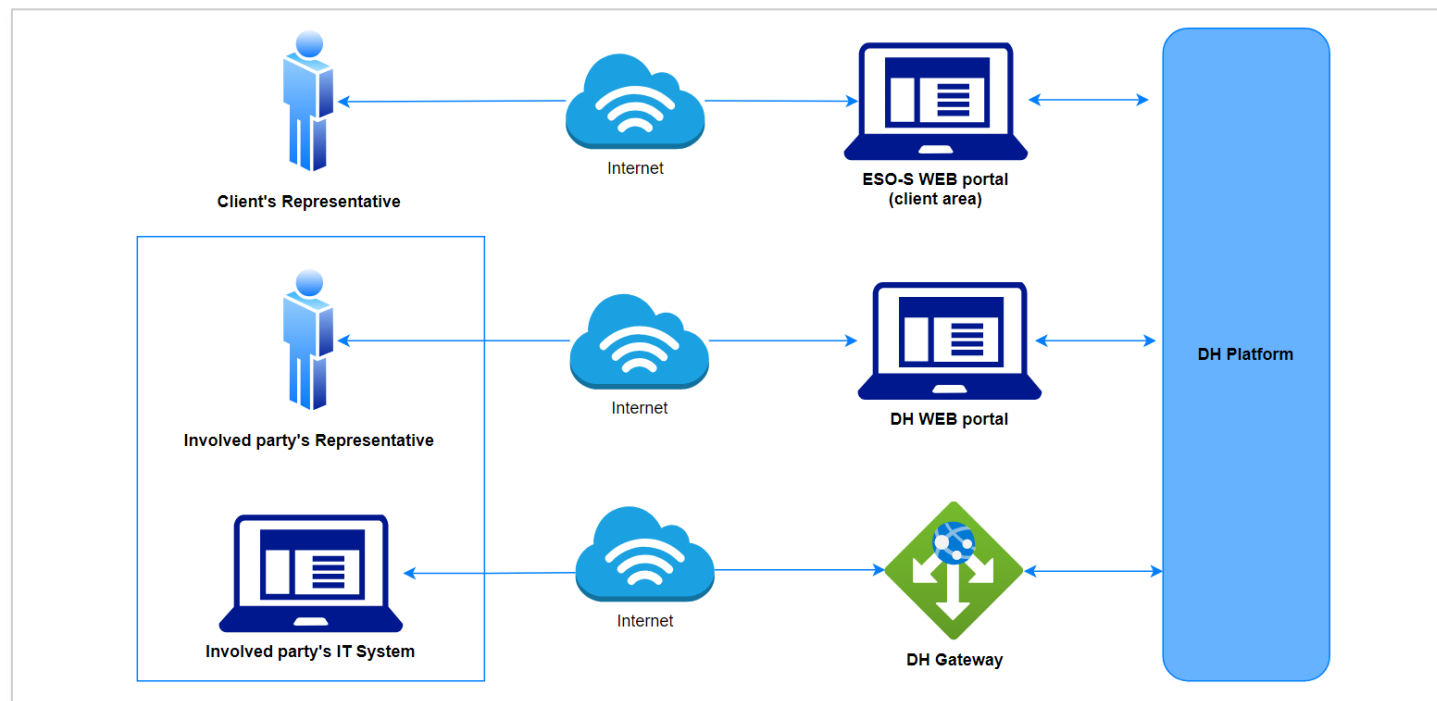 Internet
Client's Representative
ESO-S WEB portal
(client area)
DH Platform
Internet
DH WEB portal
Involved party's Representative
Internet
Involved party's IT System
DH Gateway